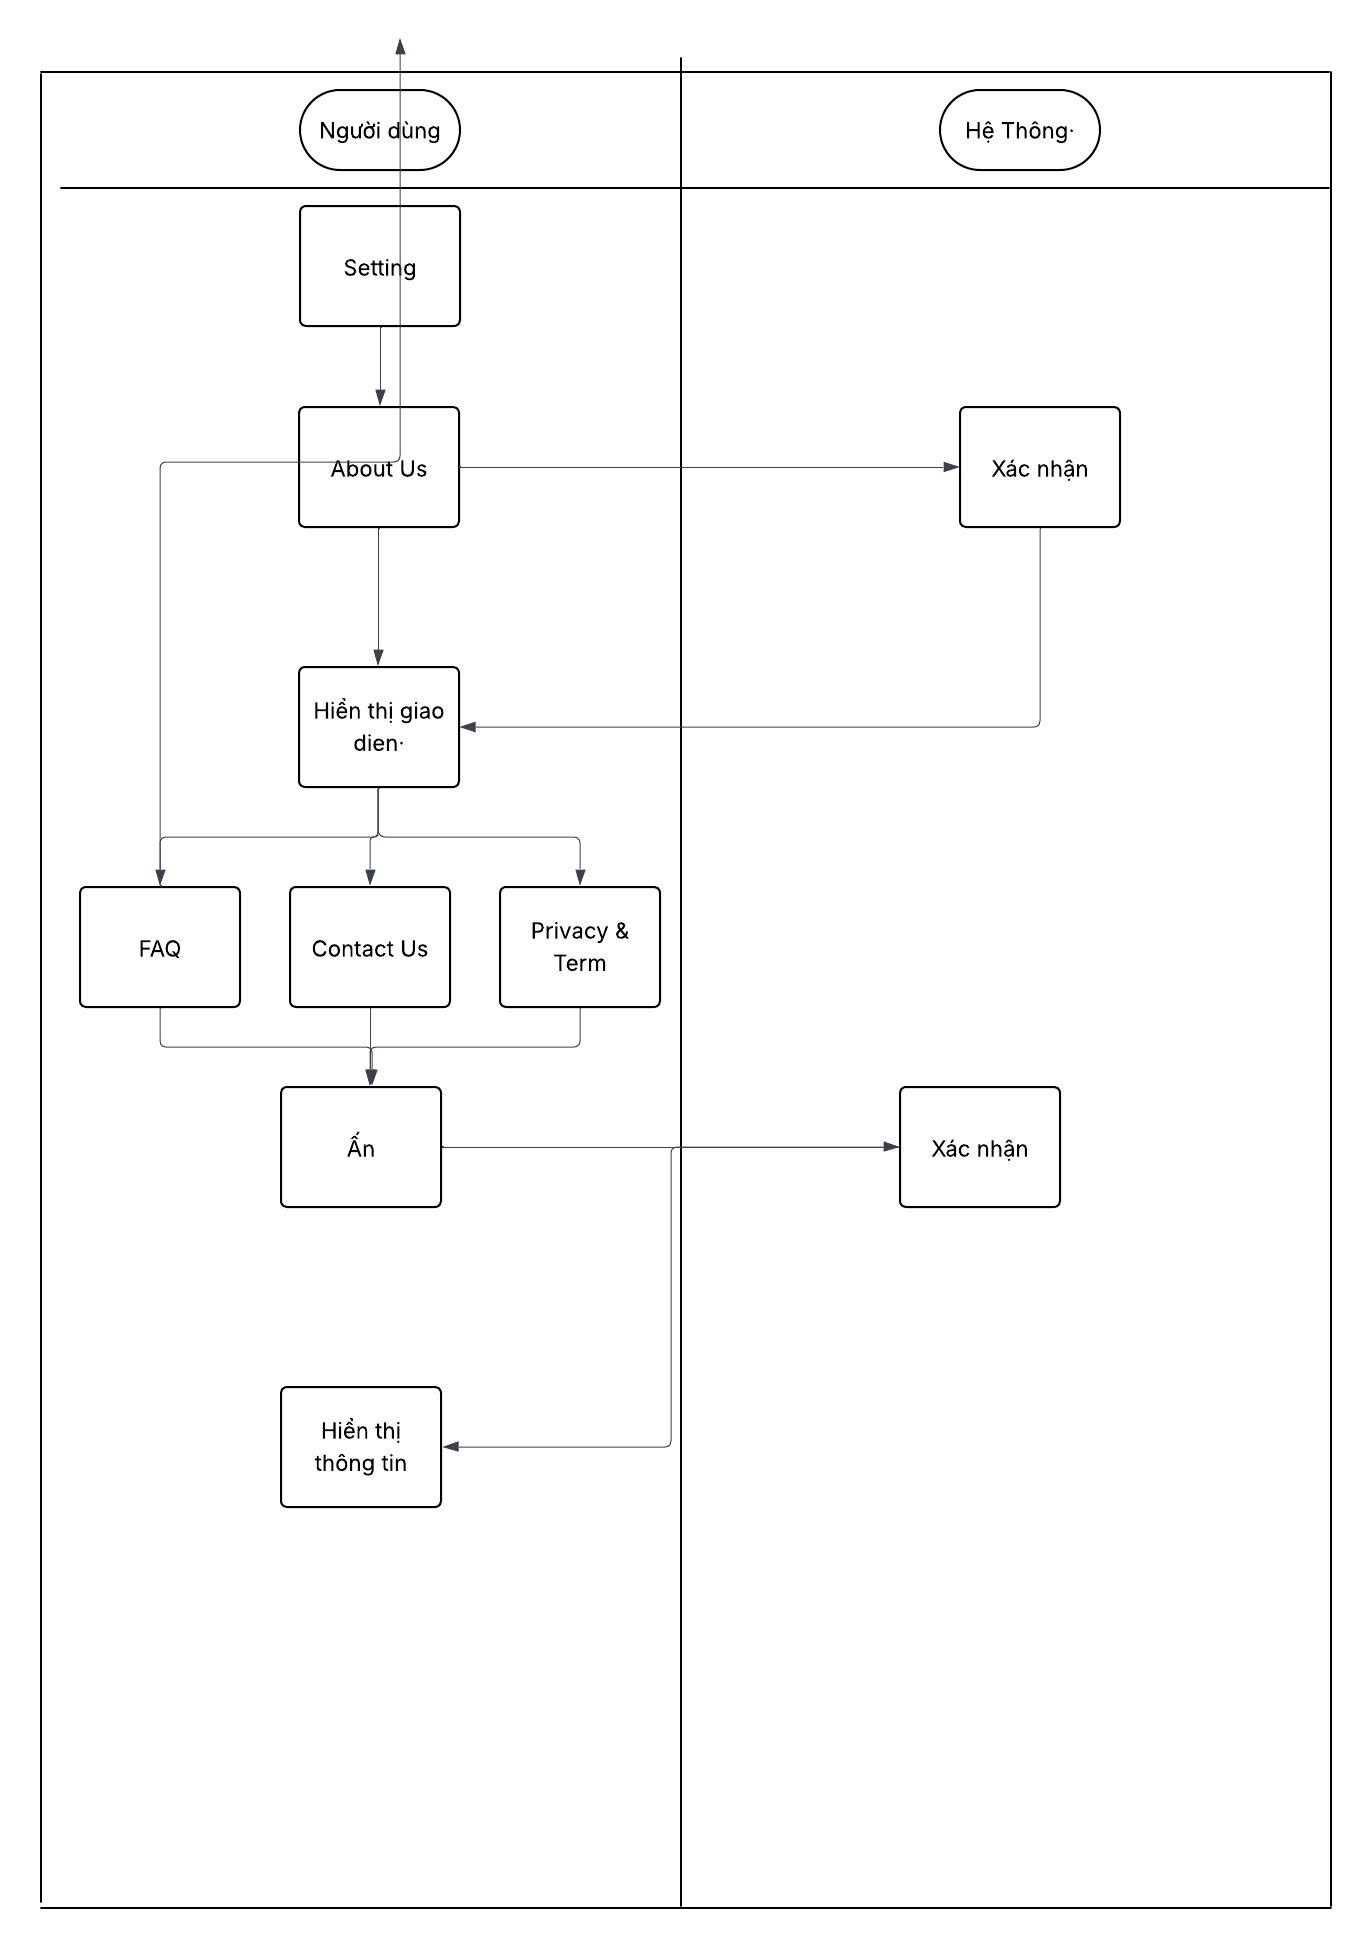 Người dùng
Hệ Thông·
Setting
About Us
Xác nhận
Hiển thị giao
dien·
FAQ
Contact Us
Privacy &
Term
Ấn
Xác nhận
Hiển thị
thông tin